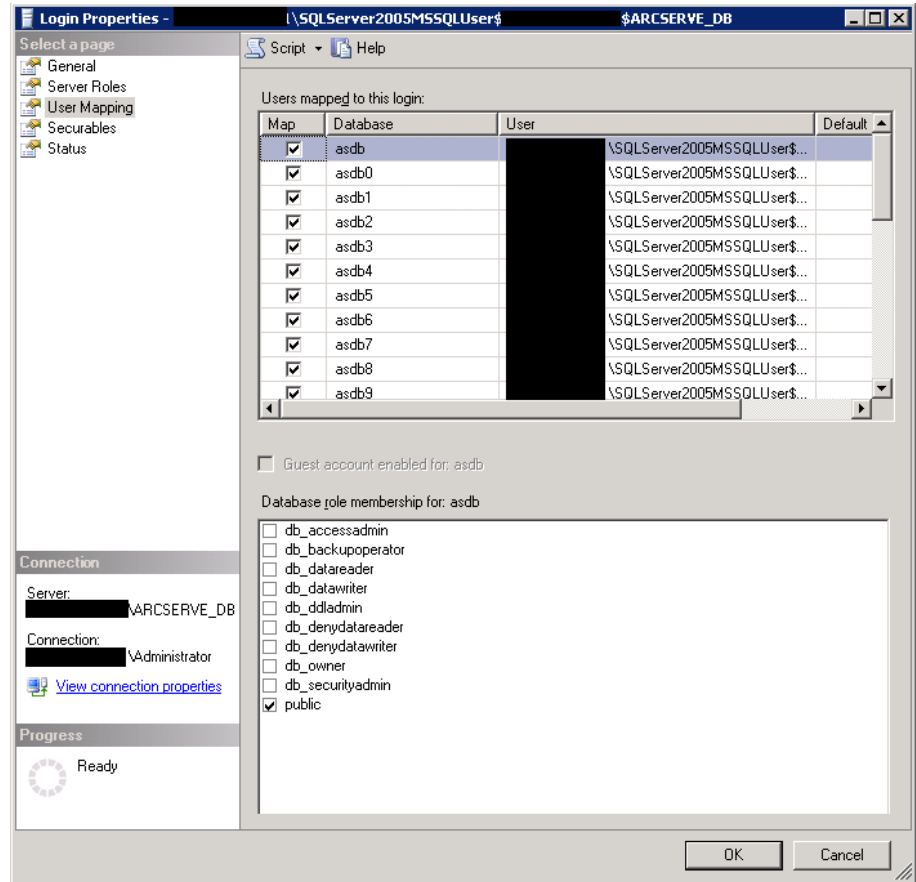 Login Properties - \SQLServer2005MSSQLUser$ $ARCSERVE_DB
Select a page
General
Server Roles
User Mapping
Securables
Status
Script Help
Users mapped to this login:
Map Database User Default
asdb \SQLServer2005MSSQLUser$...
asdb0 \SQLServer2005MSSQLUser$...
asdb1 \SQLServer2005MSSQLUser$...
asdb2 \SQLServer2005MSSQLUser$...
asdb3 \SQLServer2005MSSQLUser$...
asdb4 \SQLServer2005MSSQLUser$...
asdb5 \SQLServer2005MSSQLUser$...
asdb6 \SQLServer2005MSSQLUser$...
asdb7 \SQLServer2005MSSQLUser$...
asdb8 \SQLServer2005MSSQLUser$...
asdb9 \SQLServer2005MSSQLUser$...
Guest account enabled for: asdb
Database role membership for: asdb
db_accessadmin
db_backupoperator
db_datareader
db_datawriter
db_ddladmin
db_denydatareader
db_denydatawriter
db_owner
db_securityadmin
public
Connection
Server:
\ARCSERVE_DB
Connection:
\Administrator
View connection properties
Progress
Ready
OK Cancel